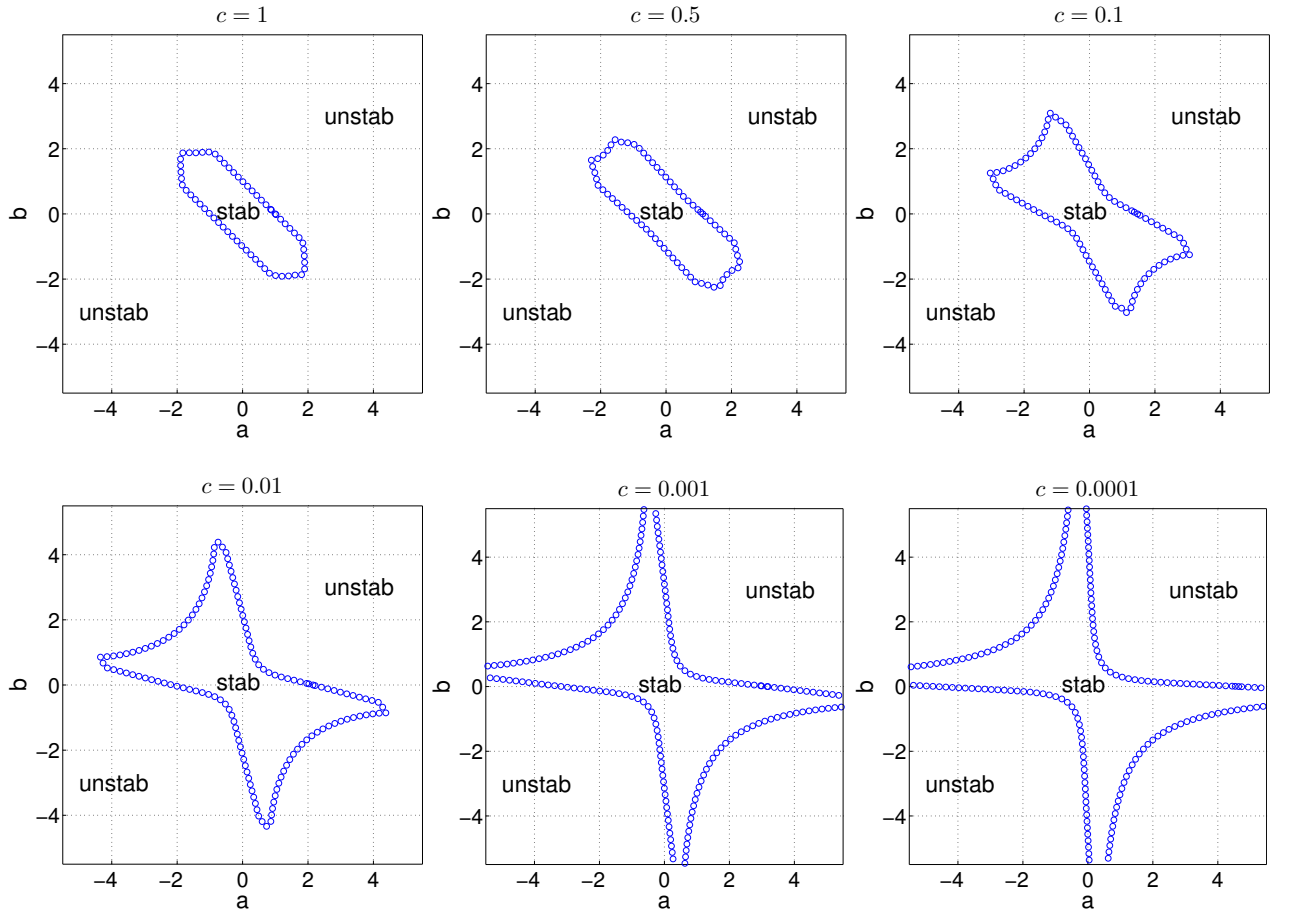 c = 1
c = 0.5
c = 0.1
4
2
0
−2
−4
b
unstab
stab
unstab
−4 −2 0 2 4
a
4
2
0
−2
−4
b
unstab
stab
unstab
−4 −2 0 2 4
a
4
2
0
−2
−4
b
unstab
stab
unstab
−4 −2 0 2 4
a
c = 0.01
c = 0.001
c = 0.0001
4
2
0
−2
−4
b
unstab
stab
unstab
−4 −2 0 2 4
a
4
2
0
−2
−4
b
unstab
stab
unstab
−4 −2 0 2 4
a
4
2
0
−2
−4
b
unstab
stab
unstab
−4 −2 0 2 4
a